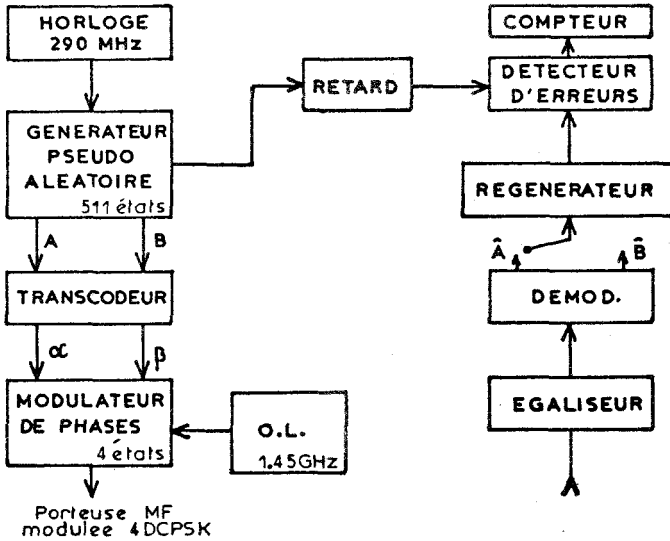 HORLOGE
290 MHz
GENERATEUR
PSEUDO
ALEATOIRE
511 états
A
B
TRANSCODEUR
α
β
MODULATEUR
DE PHASES
4 états
O.L.
1.45GHz
Porteuse MF
modulee 4DCPSK
RETARD
COMPTEUR
DETECTEUR
D'ERREURS
REGENERATEUR
Â
B̂
DEMOD.
EGALISEUR